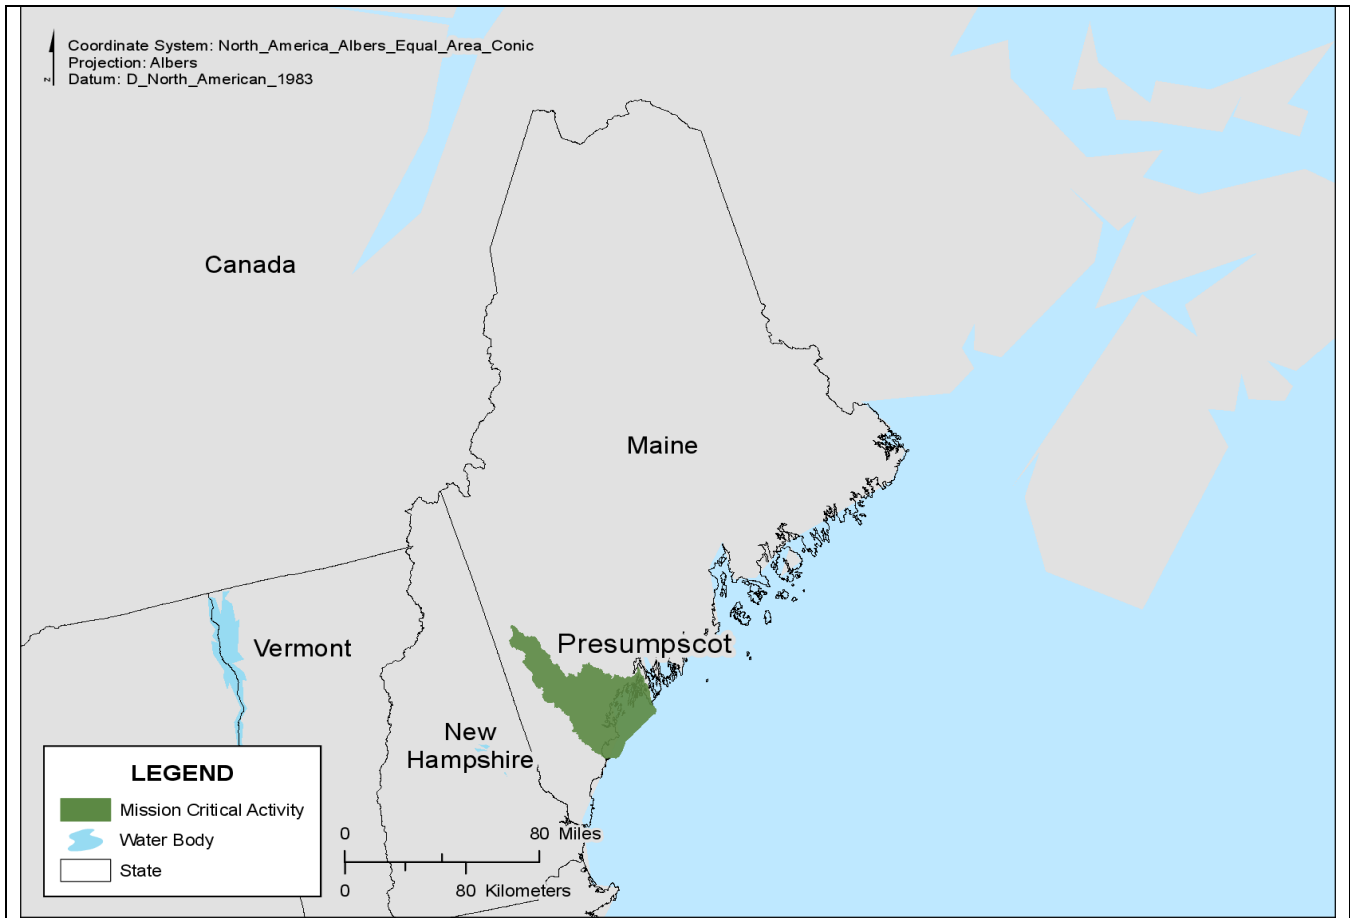 Coordinate System: North_America_Albers_Equal_Area_Conic
Projection: Albers
Datum: D_North_American_1983
z
Canada
Maine
Presumpscot
Vermont
New
Hampshire
LEGEND
Mission Critical Activity
Water Body
State
0 80 Miles
0 80 Kilometers